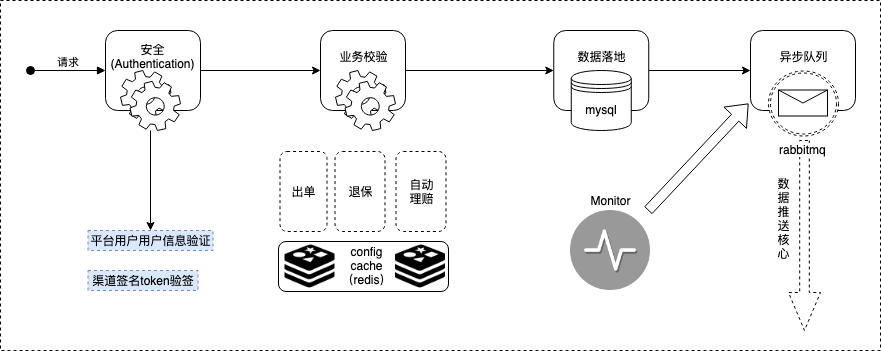 请求
安全
(Authentication)
业务校验
数据落地
mysql
异步队列
rabbitmq
出单
退保
自动
理赔
config
cache
(redis)
Monitor
数据推送核心
平台用户用户信息验证
渠道签名token验签